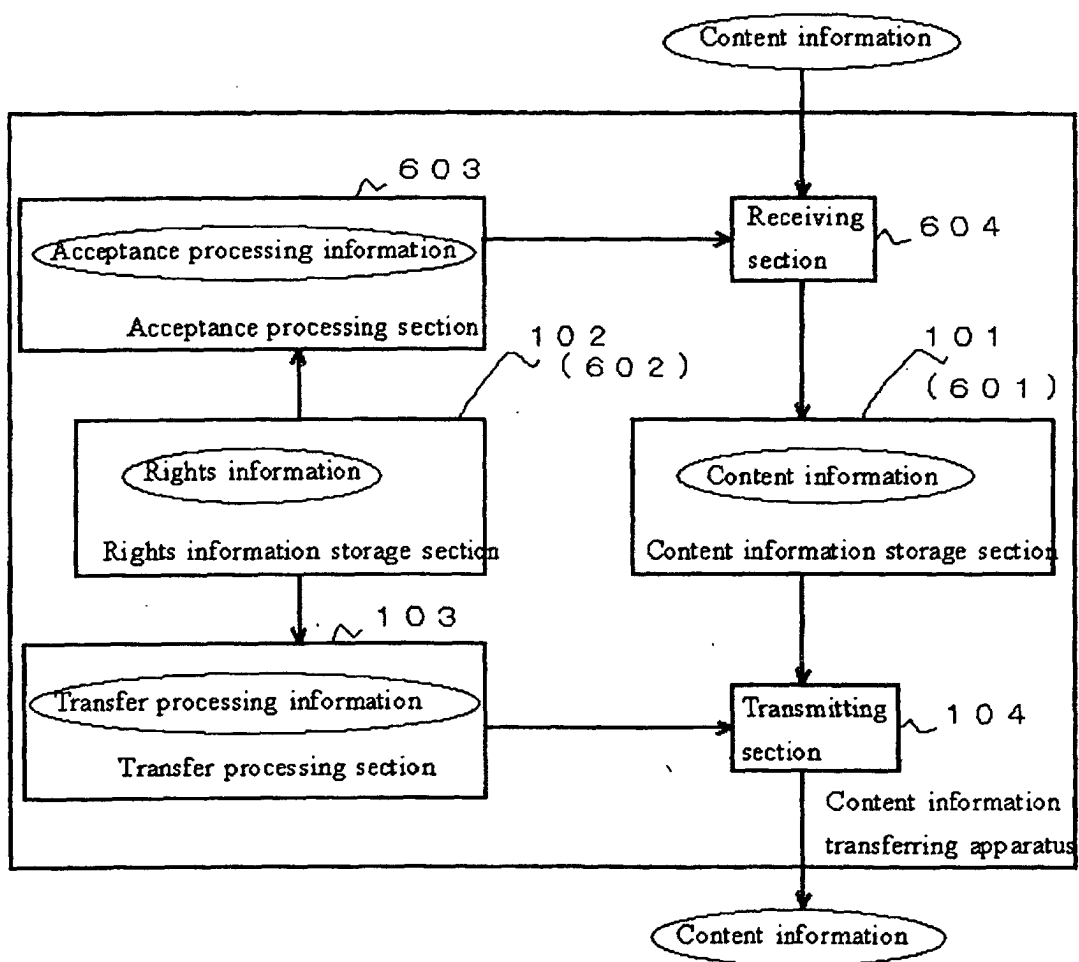 Content information
603
Acceptance processing information
Acceptance processing section
Receiving
section
604
102
(602)
101
(601)
Rights information
Rights information storage section
Content information
Content information storage section
103
Transfer processing information
Transfer processing section
Transmitting
section
104
Content information
transferring apparatus
Content information